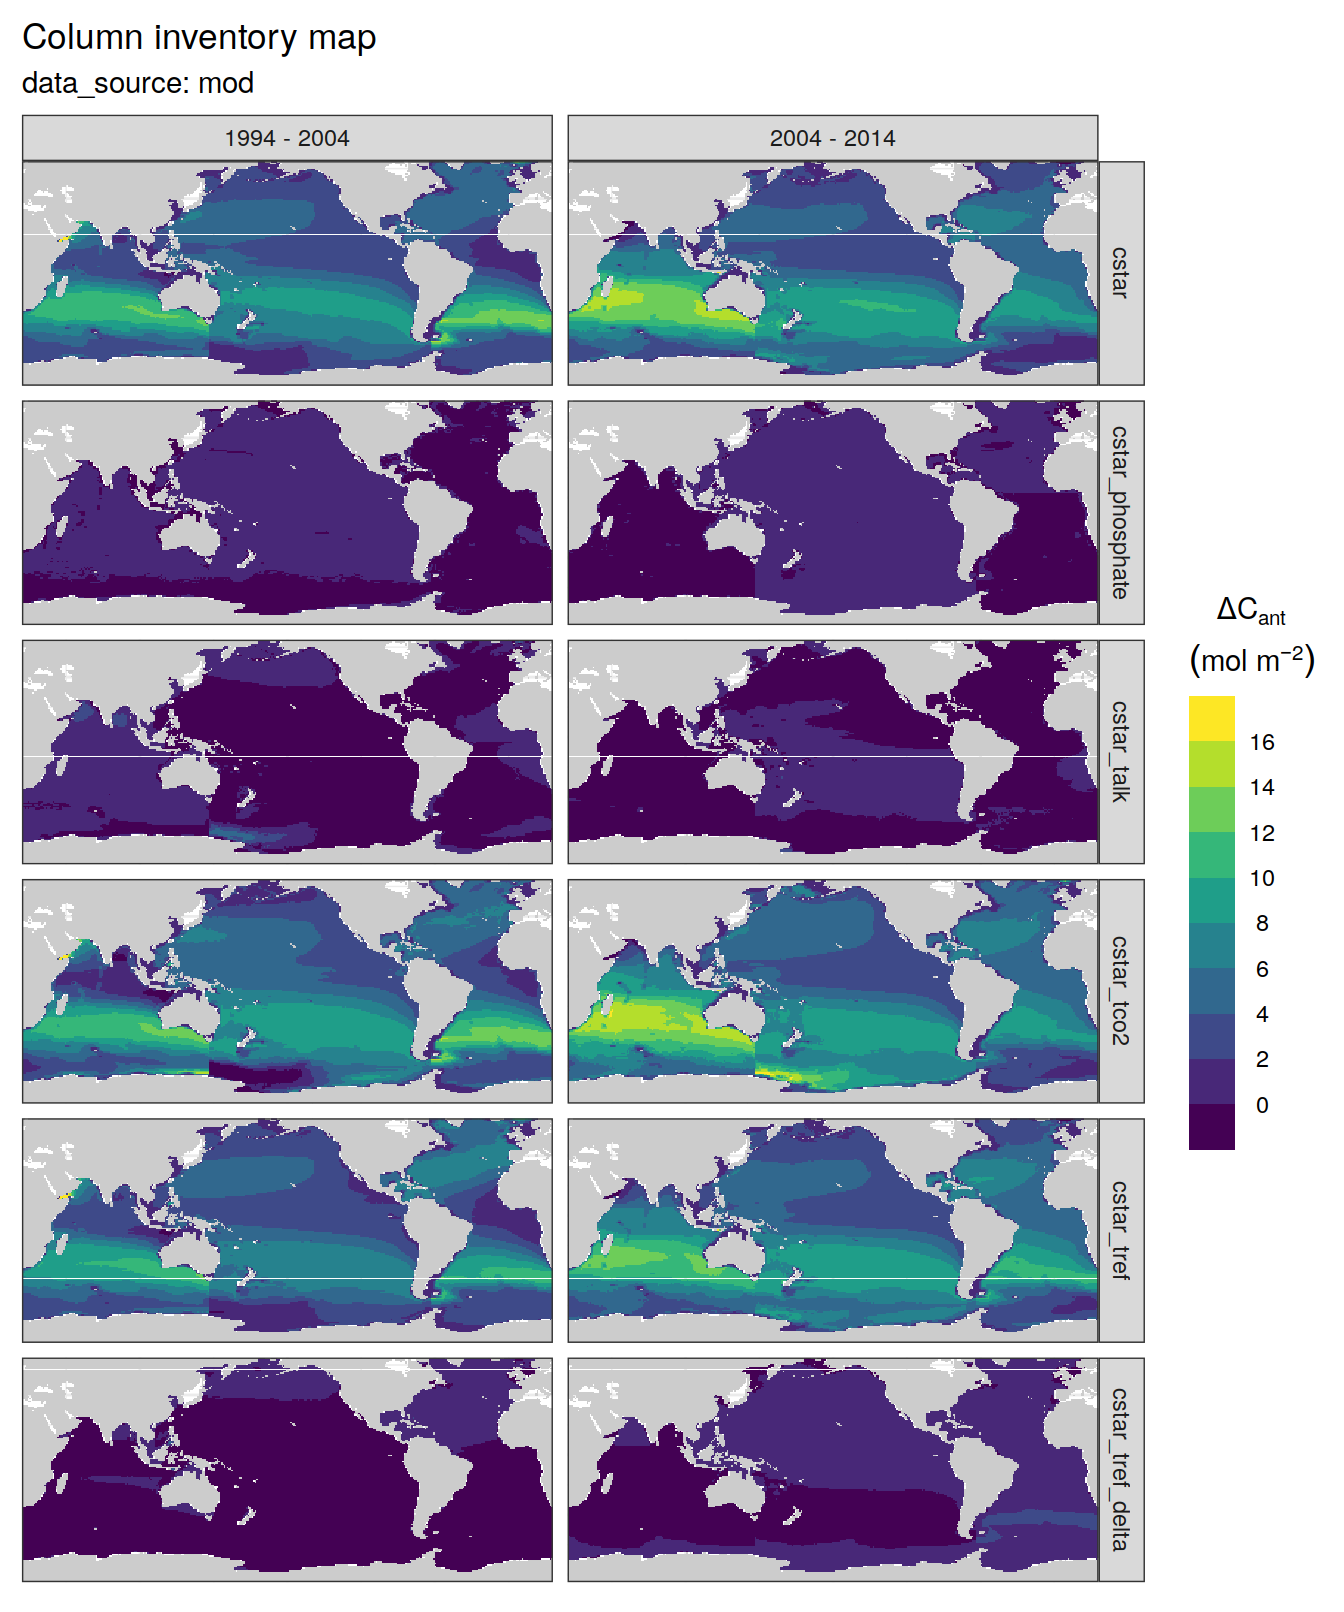 Column inventory map
data_source: mod
1994 - 2004
2004 - 2014
cstar
cstar_phosphate
cstar_talk
cstar_tco2
cstar_tref
cstar_tref_delta
ΔCant
(mol m−2)
16
14
12
10
8
6
4
2
0